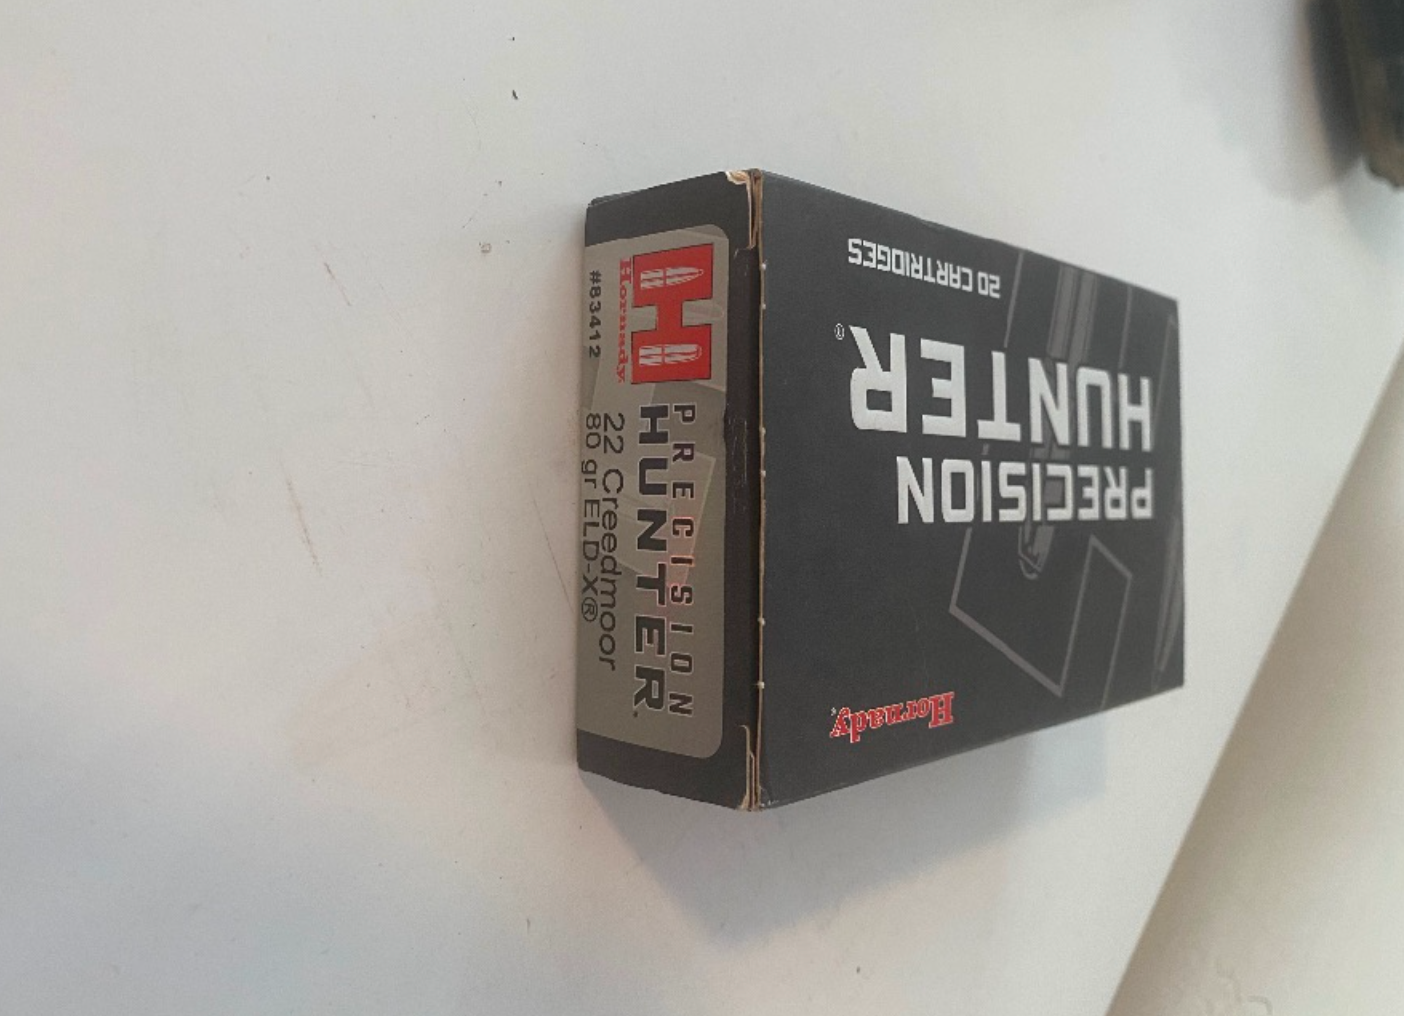 Hornady
#83412
PRECISION
HUNTER
22 Creedmoor
80 gr ELD-X®
Hornady
PRECISION
HUNTER®
20 CARTRIDGES